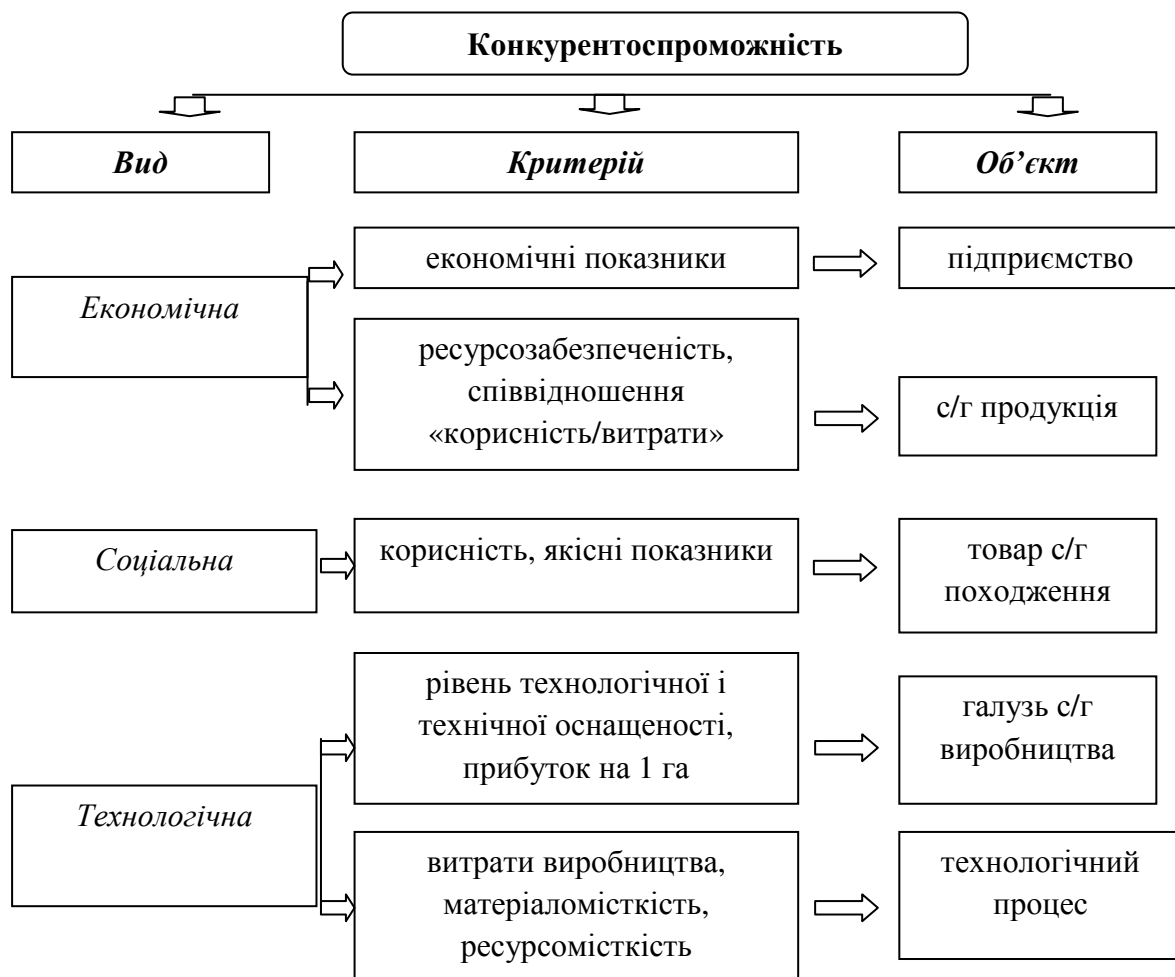 Конкурентоспроможність
Вид
Критерій
Об’єкт
Економічна
економічні показники
підприємство
ресурсозабезпеченість,
співвідношення
«корисність/витрати»
с/г продукція
Соціальна
корисність, якісні показники
товар с/г
походження
Технологічна
рівень технологічної і
технічної оснащеності,
прибуток на 1 га
галузь с/г
виробництва
витрати виробництва,
матеріаломісткість,
ресурсомісткість
технологічний
процес